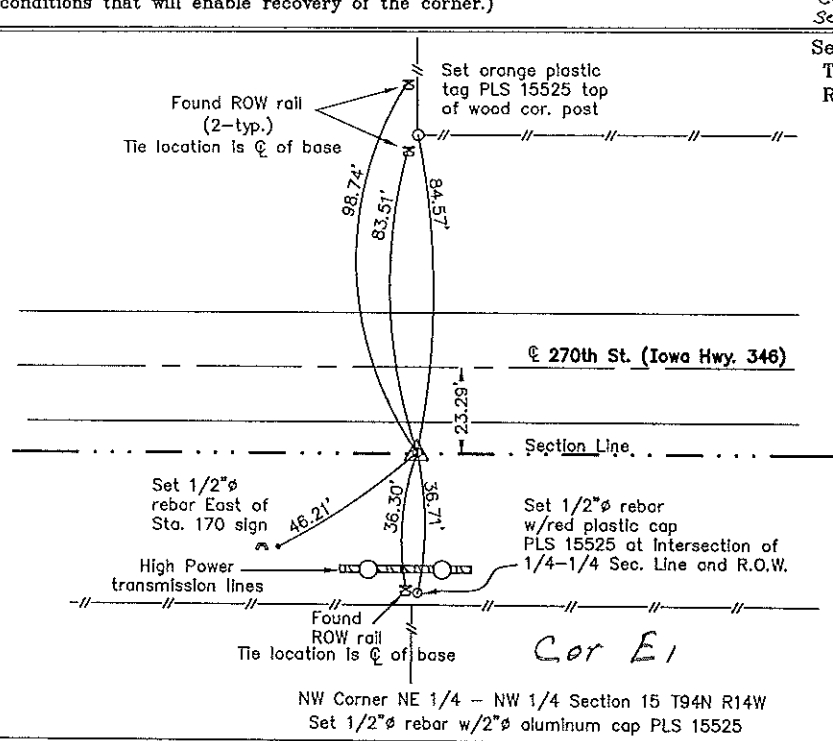 conditions that will enable recovery of the corner.)
Se
T
R
Set orange plastic
tag PLS 15525 top
of wood cor. post
Found ROW rail
(2-typ.)
Tie location is ℄ of base
98.74'
83.51'
84.57'
℄ 270th St. (Iowa Hwy. 346)
23.29'
Section Line
Set 1/2"ø
rebar East of
Sta. 170 sign
46.21'
36.30'
36.71'
Set 1/2"ø rebar
w/red plastic cap
PLS 15525 at Intersection of
1/4-1/4 Sec. Line and R.O.W.
High Power
transmission lines
Found
ROW rail
Tie location is ℄ of base
Cor E1
NW Corner NE 1/4 - NW 1/4 Section 15 T94N R14W
Set 1/2"ø rebar w/2"ø aluminum cap PLS 15525